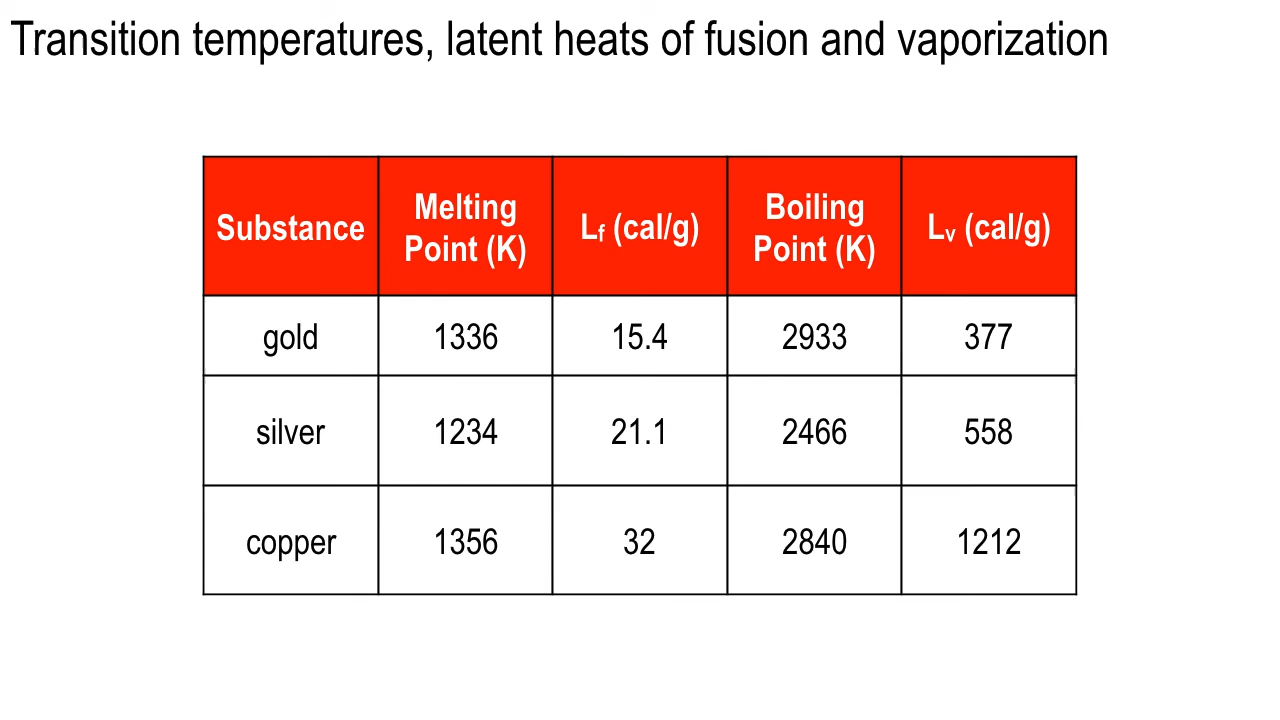 Transition temperatures, latent heats of fusion and vaporization
Substance Melting Point (K) Lf (cal/g) Boiling Point (K) Lv (cal/g)
gold 1336 15.4 2933 377
silver 1234 21.1 2466 558
copper 1356 32 2840 1212